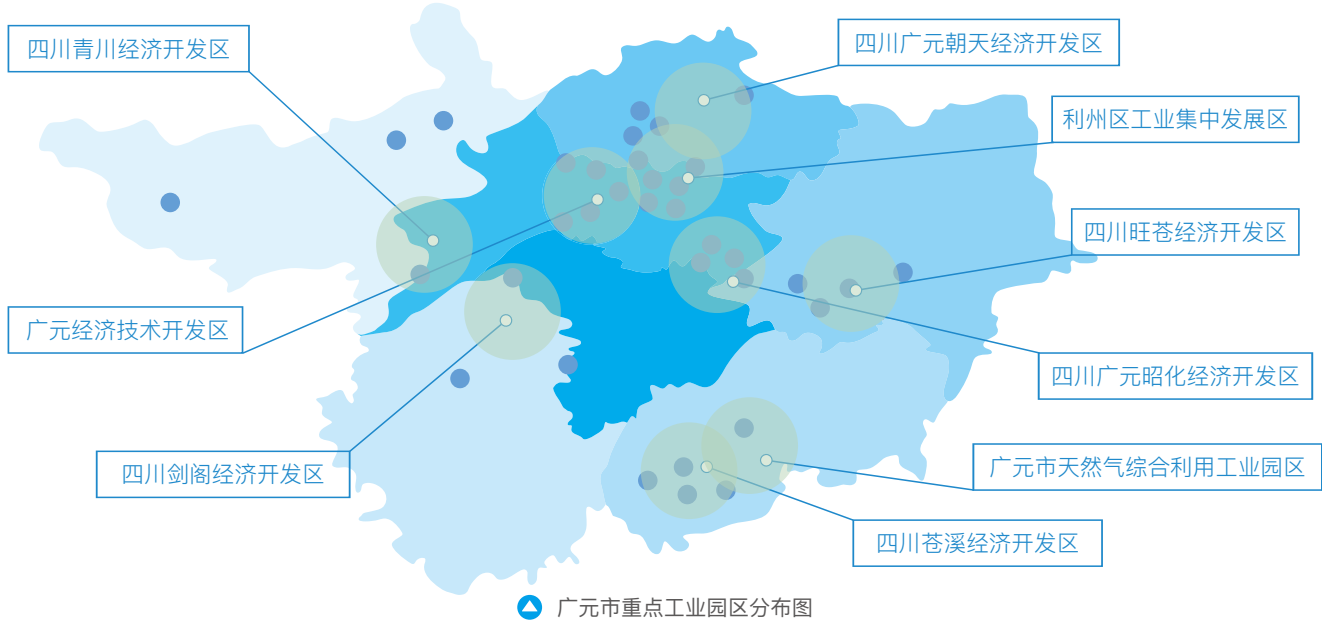 四川青川经济开发区
四川广元朝天经济开发区
利州区工业集中发展区
四川旺苍经济开发区
广元经济技术开发区
四川广元昭化经济开发区
四川剑阁经济开发区
广元市天然气综合利用工业园区
四川苍溪经济开发区
广元市重点工业园区分布图